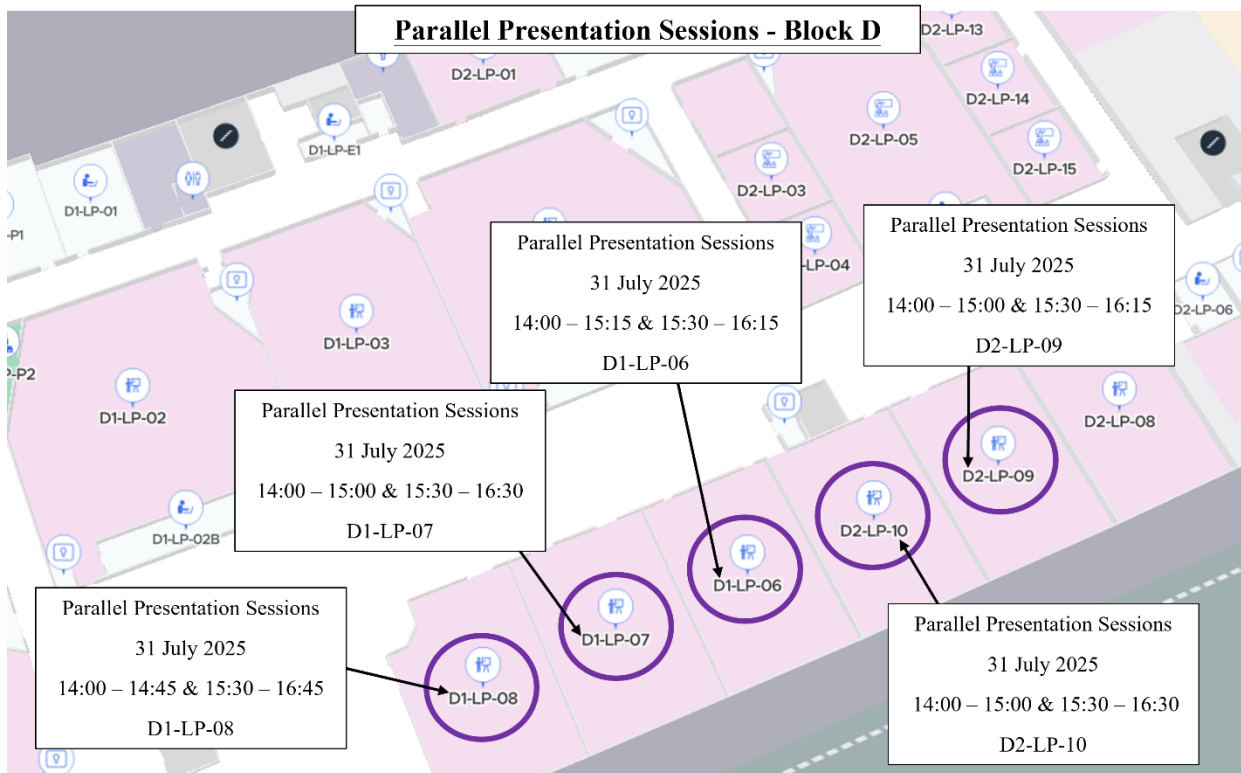 Parallel Presentation Sessions - Block D
D2-LP-13
D2-LP-01
D2-LP-14
D2-LP-05
D1-LP-E1
D2-LP-15
D2-LP-03
D1-LP-01
-P1
-LP-04
Parallel Presentation Sessions
31 July 2025
14:00 – 15:15 & 15:30 – 16:15
D1-LP-06
Parallel Presentation Sessions
31 July 2025
14:00 – 15:00 & 15:30 – 16:15
D2-LP-09
D2-LP-06
D1-LP-03
P-P2
D1-LP-02
D2-LP-08
Parallel Presentation Sessions
31 July 2025
14:00 – 15:00 & 15:30 – 16:30
D1-LP-07
D2-LP-09
D2-LP-10
D1-LP-02B
D1-LP-06
D1-LP-07
D1-LP-08
Parallel Presentation Sessions
31 July 2025
14:00 – 14:45 & 15:30 – 16:45
D1-LP-08
Parallel Presentation Sessions
31 July 2025
14:00 – 15:00 & 15:30 – 16:30
D2-LP-10